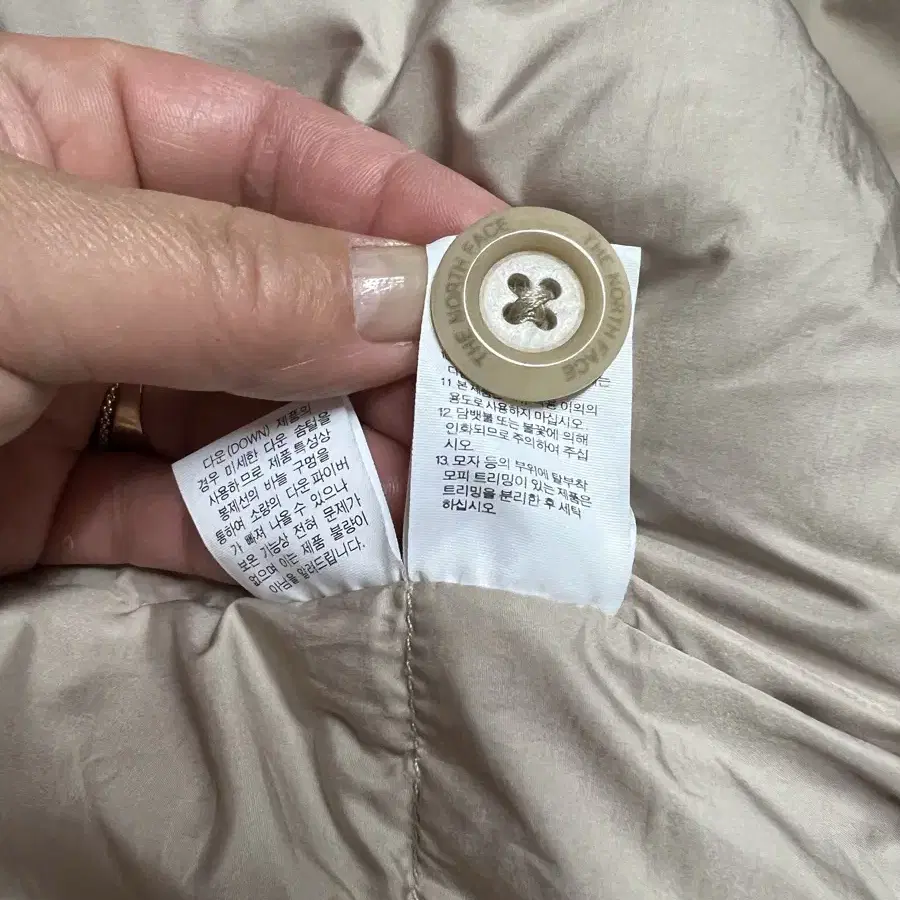 THE NORTH FACE
THE NORTH FACE
다운(DOWN) 제품의
경우 미세한 다운 솜털을
사용하므로 제품 특성상
봉제선의 바늘 구멍을
통하여 소량의 다운 파이버
가 빠져 나올 수 있으나
보온 기능상 전혀 문제가
없으며 이는 제품 불량이
아님을 알려드립니다.
11. 본 이외의
용도로 사용하지 마십시오
12. 담뱃불 또는 불꽃에 의해
인화되므로 주의하여 주십
시오
13. 모자 등의 부위에 탈부착
모피 트리밍이 있는 제품은
트리밍을 분리한 후 세탁
하십시오